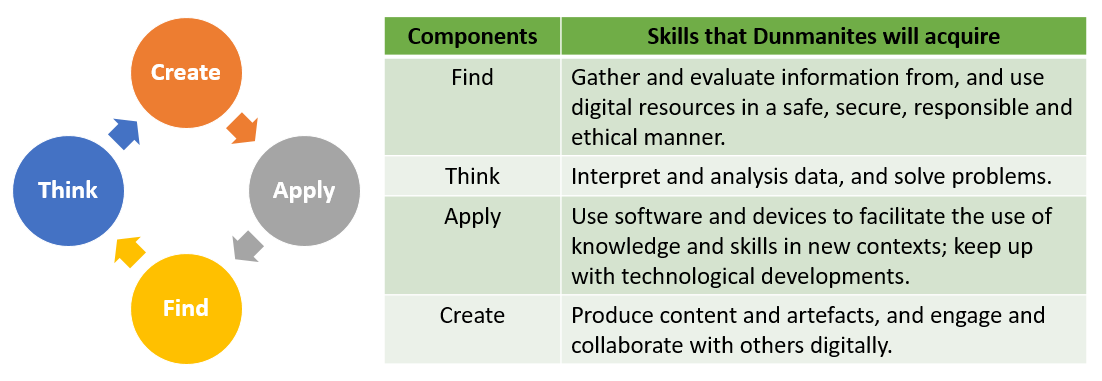 Create
Think
Apply
Find
Components
Skills that Dunmanites will acquire
Find
Gather and evaluate information from, and use
digital resources in a safe, secure, responsible and
ethical manner.
Think
Interpret and analysis data, and solve problems.
Apply
Use software and devices to facilitate the use of
knowledge and skills in new contexts; keep up
with technological developments.
Create
Produce content and artefacts, and engage and
collaborate with others digitally.